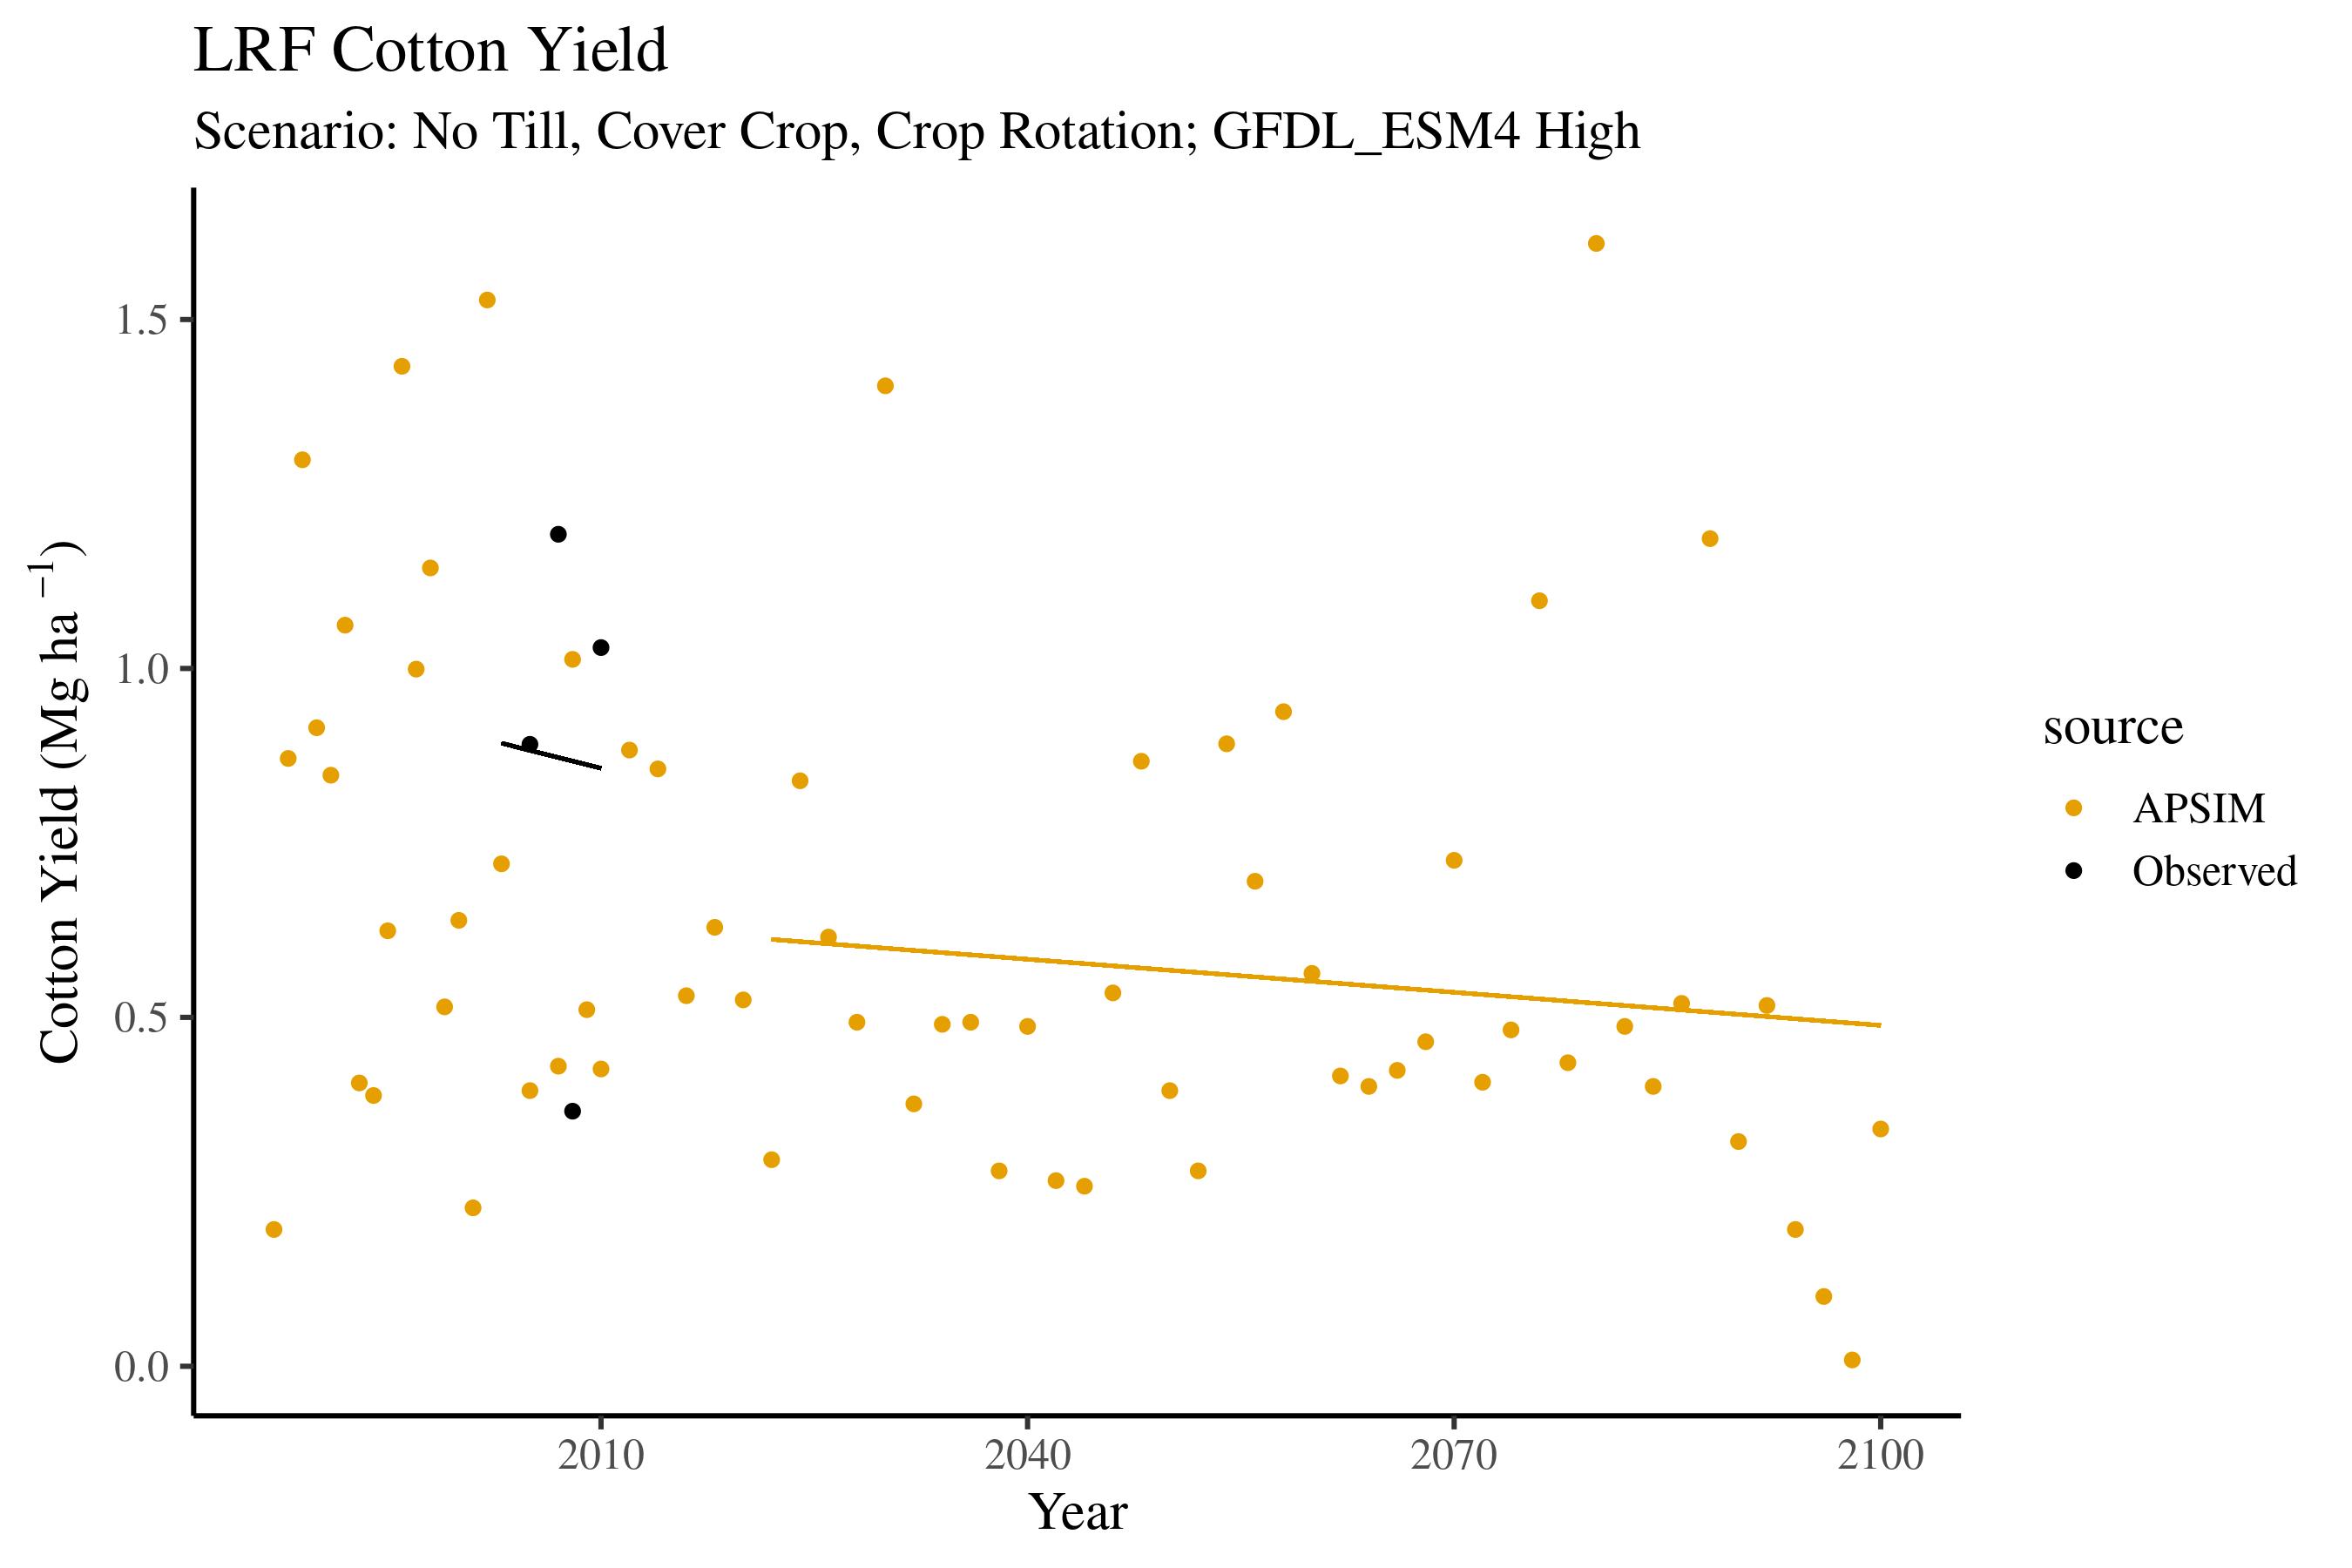 LRF Cotton Yield
Scenario: No Till, Cover Crop, Crop Rotation; GFDL_ESM4 High
Cotton Yield (Mg ha −1)
1.5
1.0
0.5
0.0
2010 2040 2070 2100
Year
source
APSIM
Observed